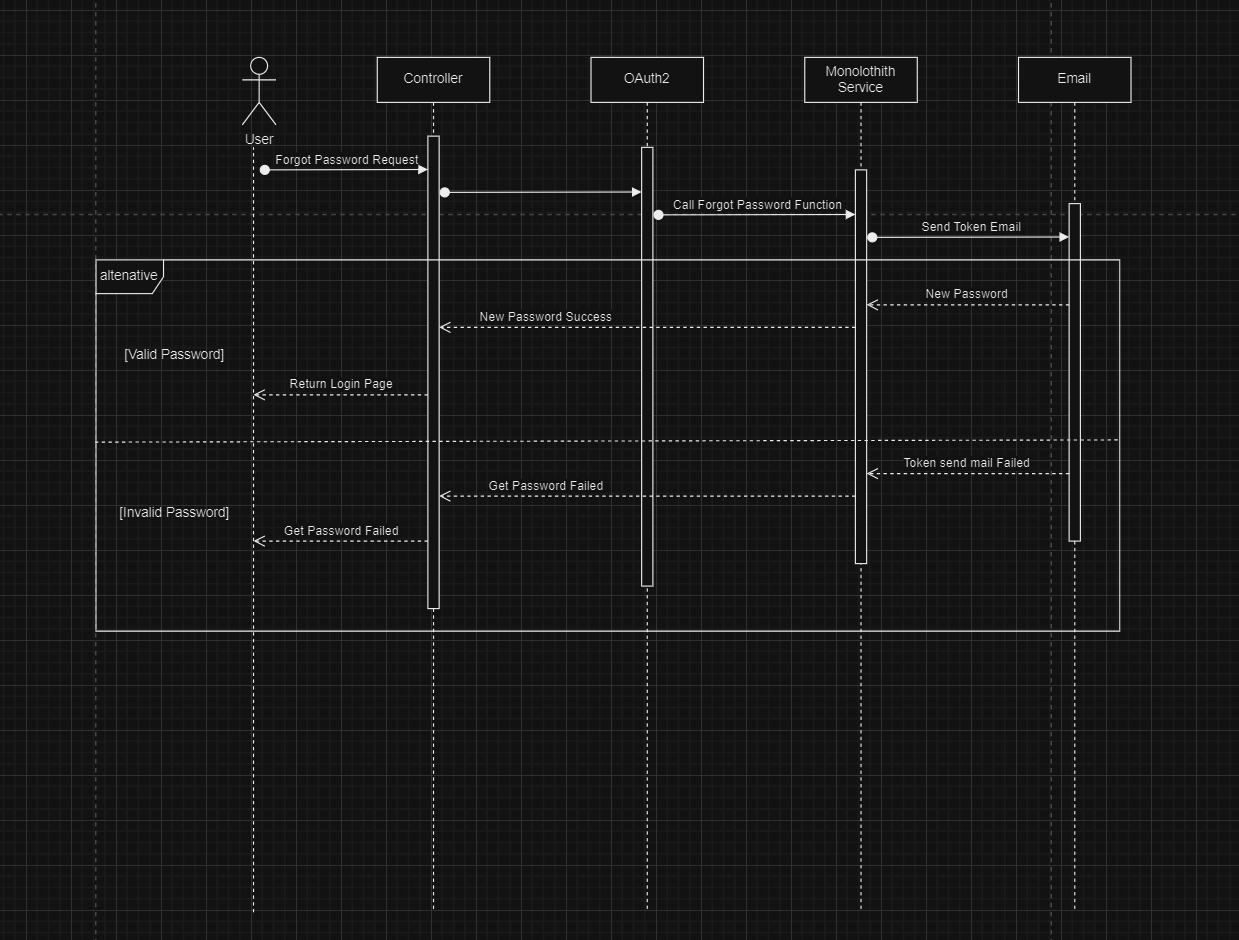 Controller
OAuth2
Monolothith
Service
Email
User
Forgot Password Request
Call Forgot Password Function
Send Token Email
altenative
New Password
New Password Success
[Valid Password]
Return Login Page
Token send mail Failed
Get Password Failed
[Invalid Password]
Get Password Failed